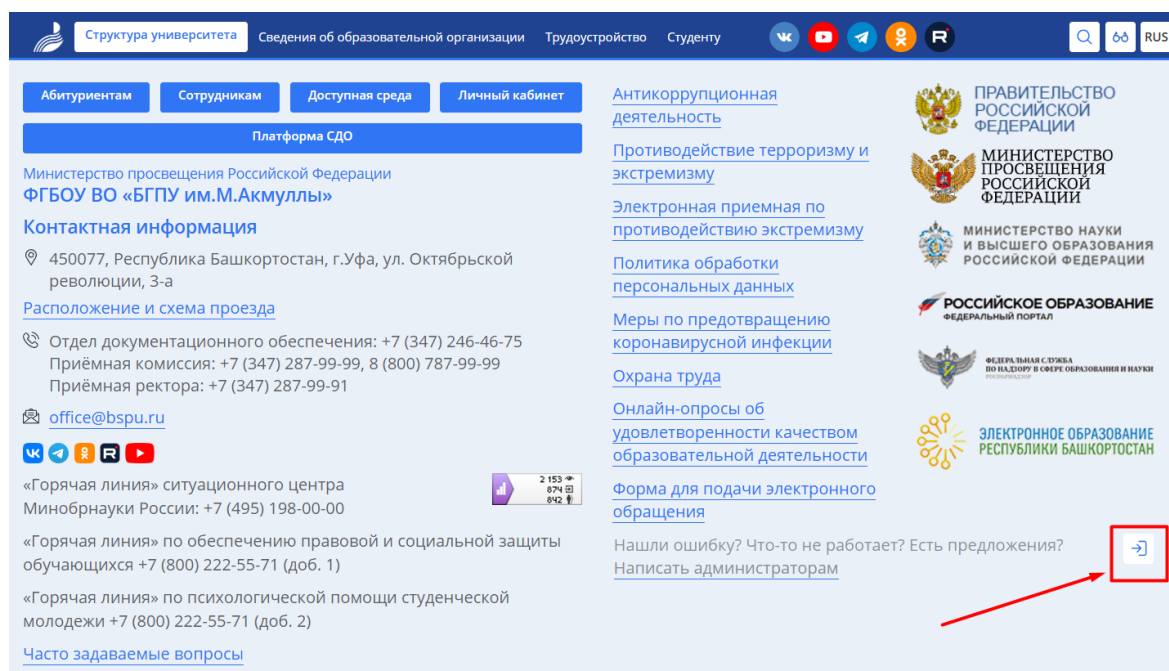 Структура университета
Сведения об образовательной организации
Трудоустройство
Студенту
RUS
Абитуриентам
Сотрудникам
Доступная среда
Личный кабинет
Платформа СДО
Министерство просвещения Российской Федерации
ФГБОУ ВО «БГПУ им.М.Акмуллы»
Контактная информация
450077, Республика Башкортостан, г.Уфа, ул. Октябрьской
революции, 3-а
Расположение и схема проезда
Отдел документационного обеспечения: +7 (347) 246-46-75
Приёмная комиссия: +7 (347) 287-99-99, 8 (800) 787-99-99
Приёмная ректора: +7 (347) 287-99-91
office@bspu.ru
«Горячая линия» ситуационного центра
Минобрнауки России: +7 (495) 198-00-00
2 153
874
842
«Горячая линия» по обеспечению правовой и социальной защиты
обучающихся +7 (800) 222-55-71 (доб. 1)
«Горячая линия» по психологической помощи студенческой
молодежи +7 (800) 222-55-71 (доб. 2)
Часто задаваемые вопросы
Антикоррупционная
деятельность
Противодействие терроризму и
экстремизму
Электронная приемная по
противодействию экстремизму
Политика обработки
персональных данных
Меры по предотвращению
коронавирусной инфекции
Охрана труда
Онлайн-опросы об
удовлетворенности качеством
образовательной деятельности
Форма для подачи электронного
обращения
Нашли ошибку? Что-то не работает? Есть предложения?
Написать администраторам
ПРАВИТЕЛЬСТВО
РОССИЙСКОЙ
ФЕДЕРАЦИИ
МИНИСТЕРСТВО
ПРОСВЕЩЕНИЯ
РОССИЙСКОЙ
ФЕДЕРАЦИИ
МИНИСТЕРСТВО НАУКИ
И ВЫСШЕГО ОБРАЗОВАНИЯ
РОССИЙСКОЙ ФЕДЕРАЦИИ
РОССИЙСКОЕ ОБРАЗОВАНИЕ
ФЕДЕРАЛЬНЫЙ ПОРТАЛ
ФЕДЕРАЛЬНАЯ СЛУЖБА
ПО НАДЗОРУ В СФЕРЕ ОБРАЗОВАНИЯ И НАУКИ
РОСОБРНАДЗОР
ЭЛЕКТРОННОЕ ОБРАЗОВАНИЕ
РЕСПУБЛИКИ БАШКОРТОСТАН